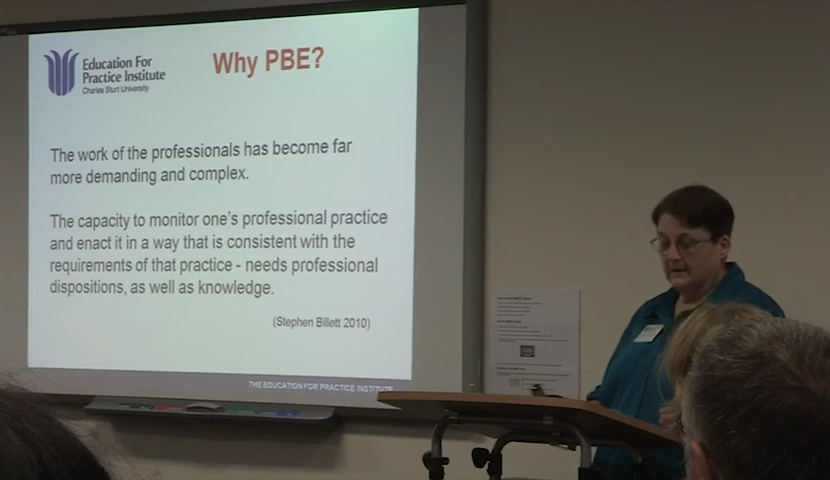 Education For
Practice Institute
Charles Sturt University
Why PBE?
The work of the professionals has become far
more demanding and complex.
The capacity to monitor one's professional practice
and enact it in a way that is consistent with the
requirements of that practice - needs professional
dispositions, as well as knowledge.
(Stephen Billett 2010)
THE EDUCATION FOR PRACTICE INSTITUTE